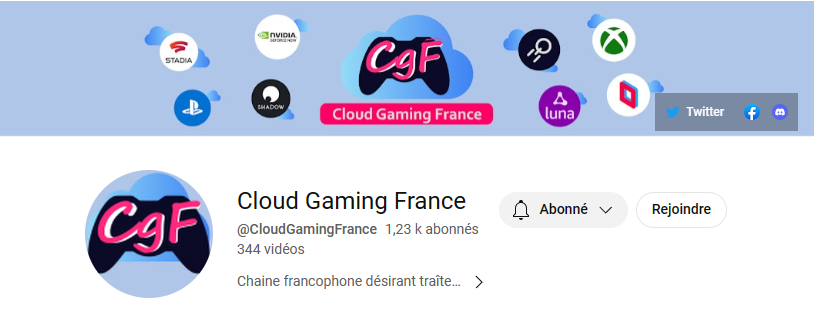 STADIA
NVIDIA
GEFORCE NOW
CgF
SHADOW
Cloud Gaming France
luna
Twitter
CgF
Cloud Gaming France
Abonné
Rejoindre
@CloudGamingFrance 1,23 k abonnés
344 vidéos
Chaine francophone désirant traîte...